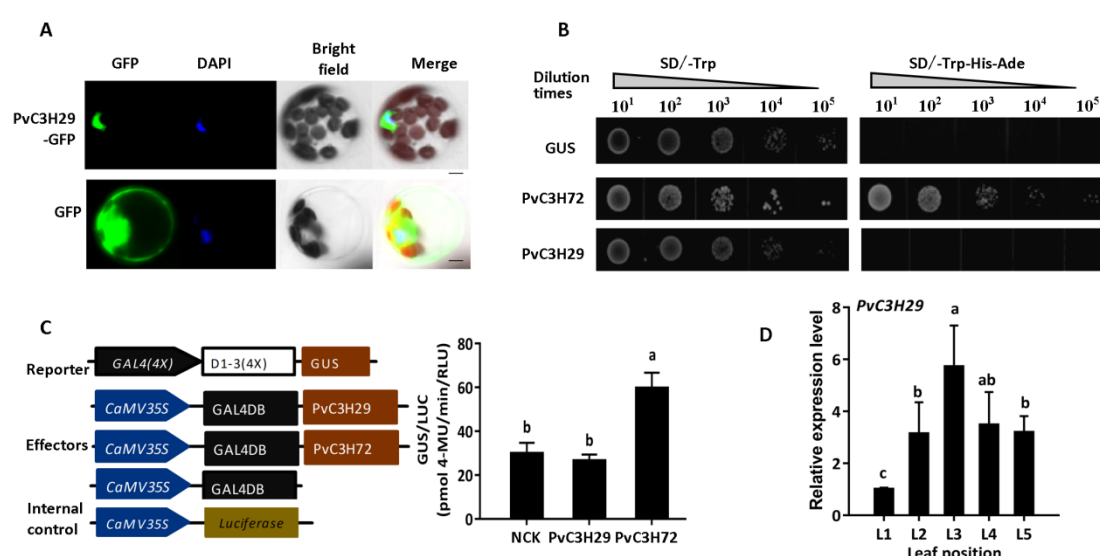 A
GFP DAPI Bright field Merge
PvC3H29 -GFP
GFP
B
SD/-Trp SD/-Trp-His-Ade
Dilution times
10¹ 10² 10³ 10⁴ 10⁵ 10¹ 10² 10³ 10⁴ 10⁵
GUS
PvC3H72
PvC3H29
C
Reporter GAL4(4X) D1-3(4X) GUS
CaMV35S GAL4DB PvC3H29
Effectors CaMV35S GAL4DB PvC3H72
CaMV35S GAL4DB
Internal control CaMV35S Luciferase
GUS/LUC
(pmol 4-MU/min/RLU)
80
60
40
20
0
b b a
NCK PvC3H29 PvC3H72
D
PvC3H29
Relative expression level
8
6
4
2
0
c b a ab b
L1 L2 L3 L4 L5
Leaf position